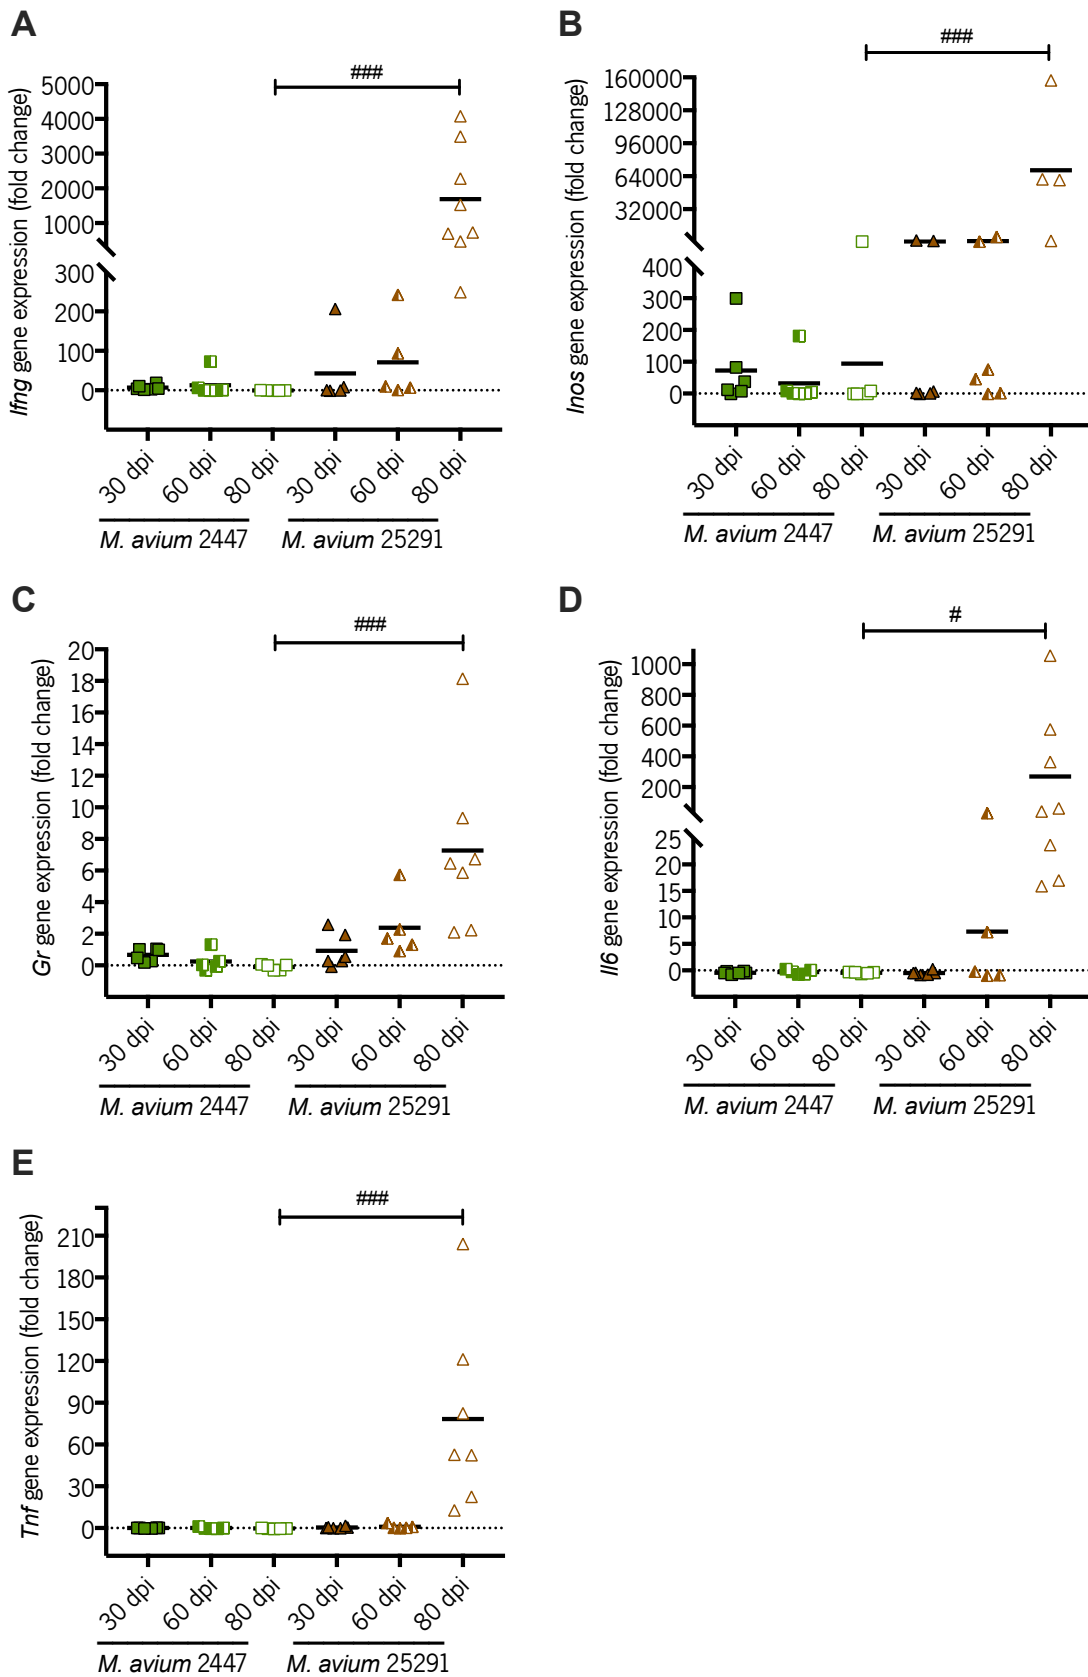 A
Ifng gene expression (fold change)
###
5000
4000
3000
2000
1000
300
200
100
0
30 dpi
60 dpi
80 dpi
30 dpi
60 dpi
80 dpi
M. avium 2447
M. avium 25291
B
Inos gene expression (fold change)
###
160000
128000
96000
64000
32000
400
300
200
100
0
30 dpi
60 dpi
80 dpi
30 dpi
60 dpi
80 dpi
M. avium 2447
M. avium 25291
C
Gr gene expression (fold change)
###
20
18
16
14
12
10
8
6
4
2
0
30 dpi
60 dpi
80 dpi
30 dpi
60 dpi
80 dpi
M. avium 2447
M. avium 25291
D
Il6 gene expression (fold change)
#
1000
800
600
400
200
25
20
15
10
5
0
30 dpi
60 dpi
80 dpi
30 dpi
60 dpi
80 dpi
M. avium 2447
M. avium 25291
E
Tnf gene expression (fold change)
###
210
180
150
120
90
60
30
0
30 dpi
60 dpi
80 dpi
30 dpi
60 dpi
80 dpi
M. avium 2447
M. avium 25291